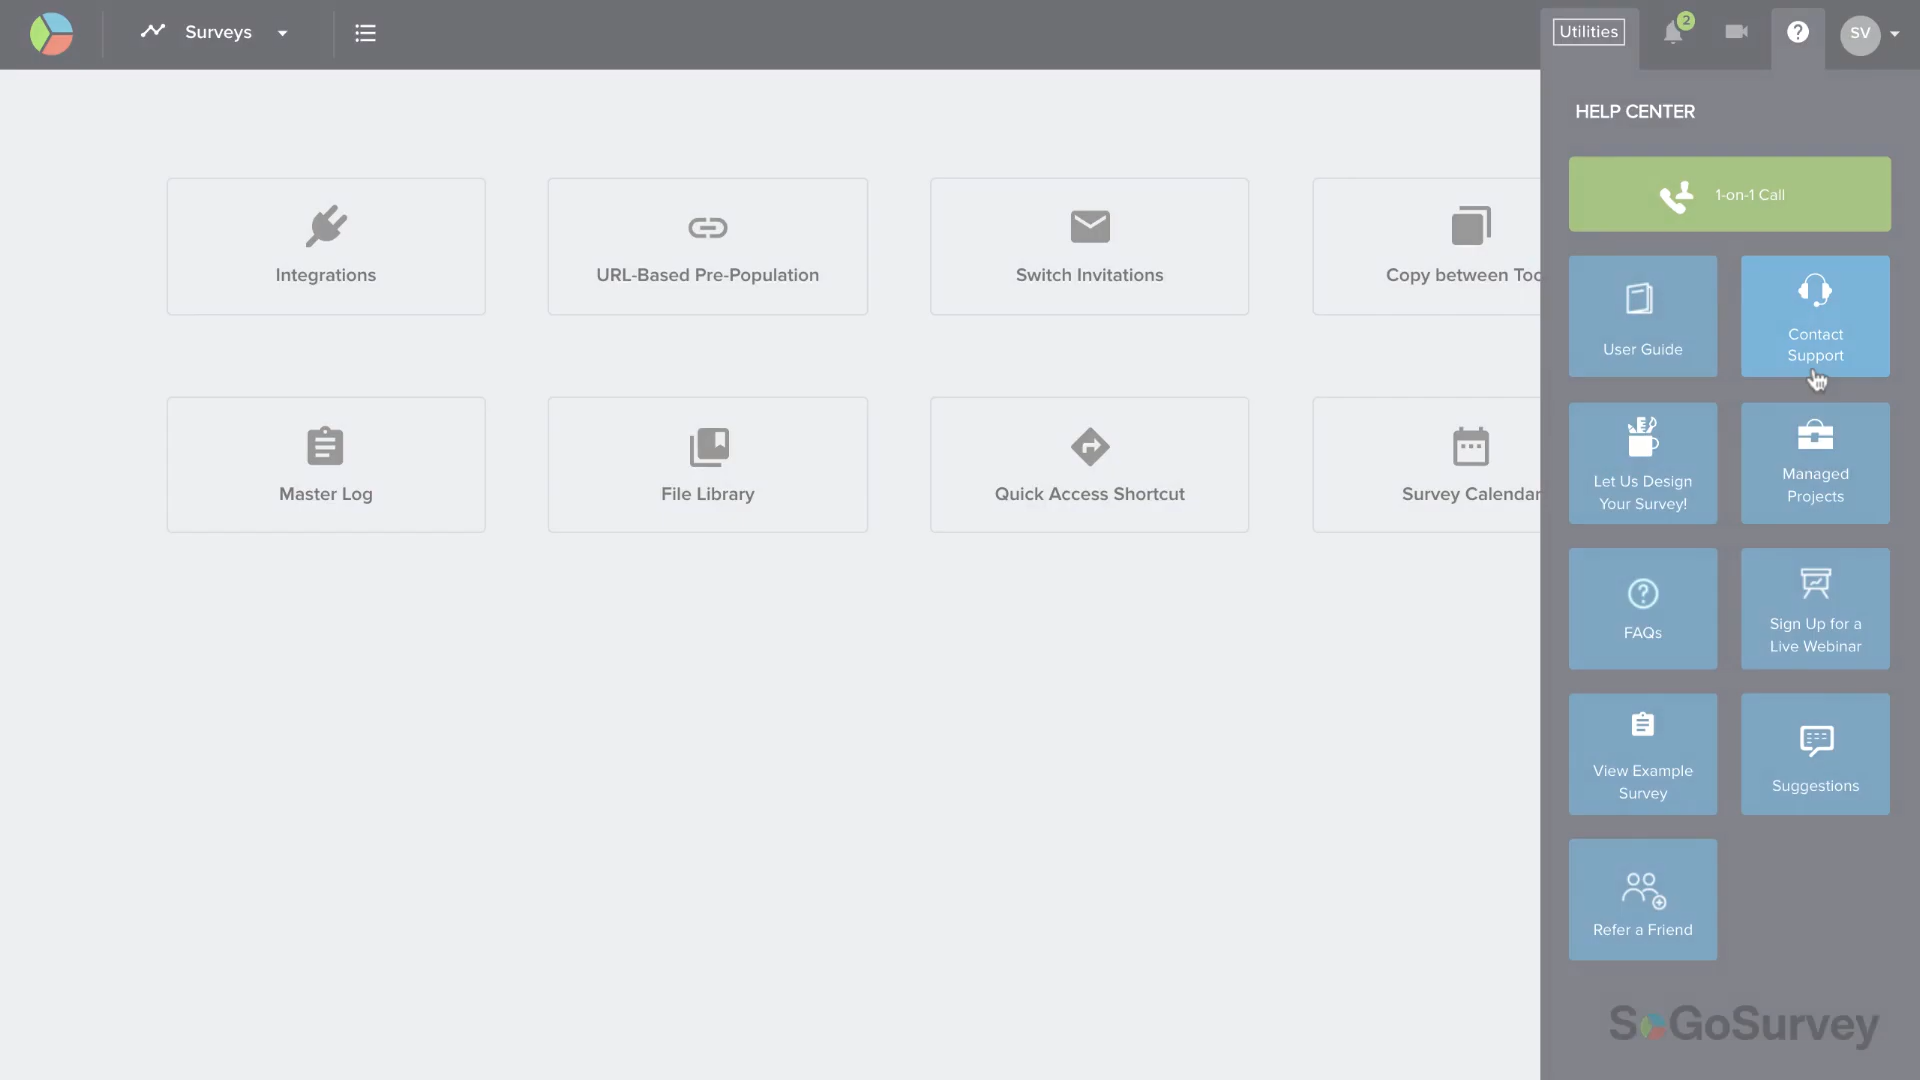 Surveys
Utilities
2
SV
HELP CENTER
1-on-1 Call
Integrations
URL-Based Pre-Population
Switch Invitations
Copy between Too
User Guide
Contact
Support
Master Log
File Library
Quick Access Shortcut
Survey Calendar
Let Us Design
Your Survey!
Managed
Projects
FAQs
Sign Up for a
Live Webinar
View Example
Survey
Suggestions
Refer a Friend
SoGoSurvey